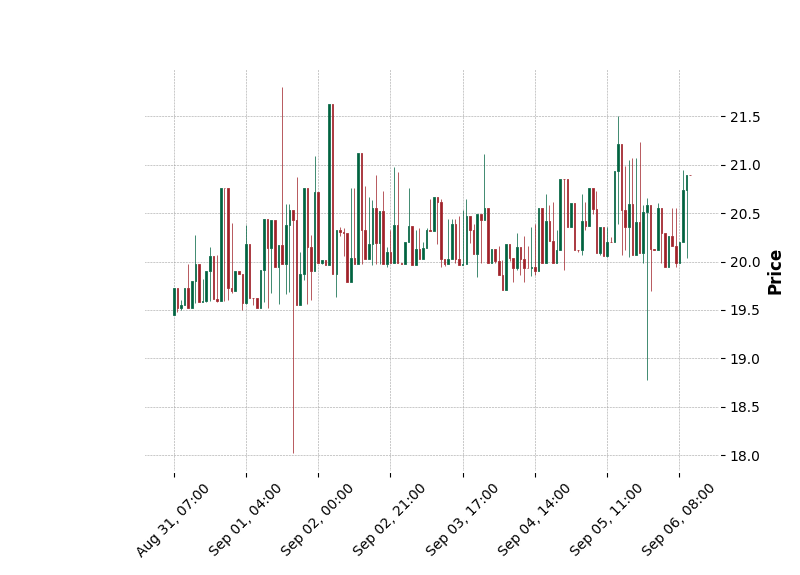 21.5
21.0
20.5
20.0
19.5
19.0
18.5
18.0
Price
Aug 31, 07:00
Sep 01, 04:00
Sep 02, 00:00
Sep 02, 21:00
Sep 03, 17:00
Sep 04, 14:00
Sep 05, 11:00
Sep 06, 08:00